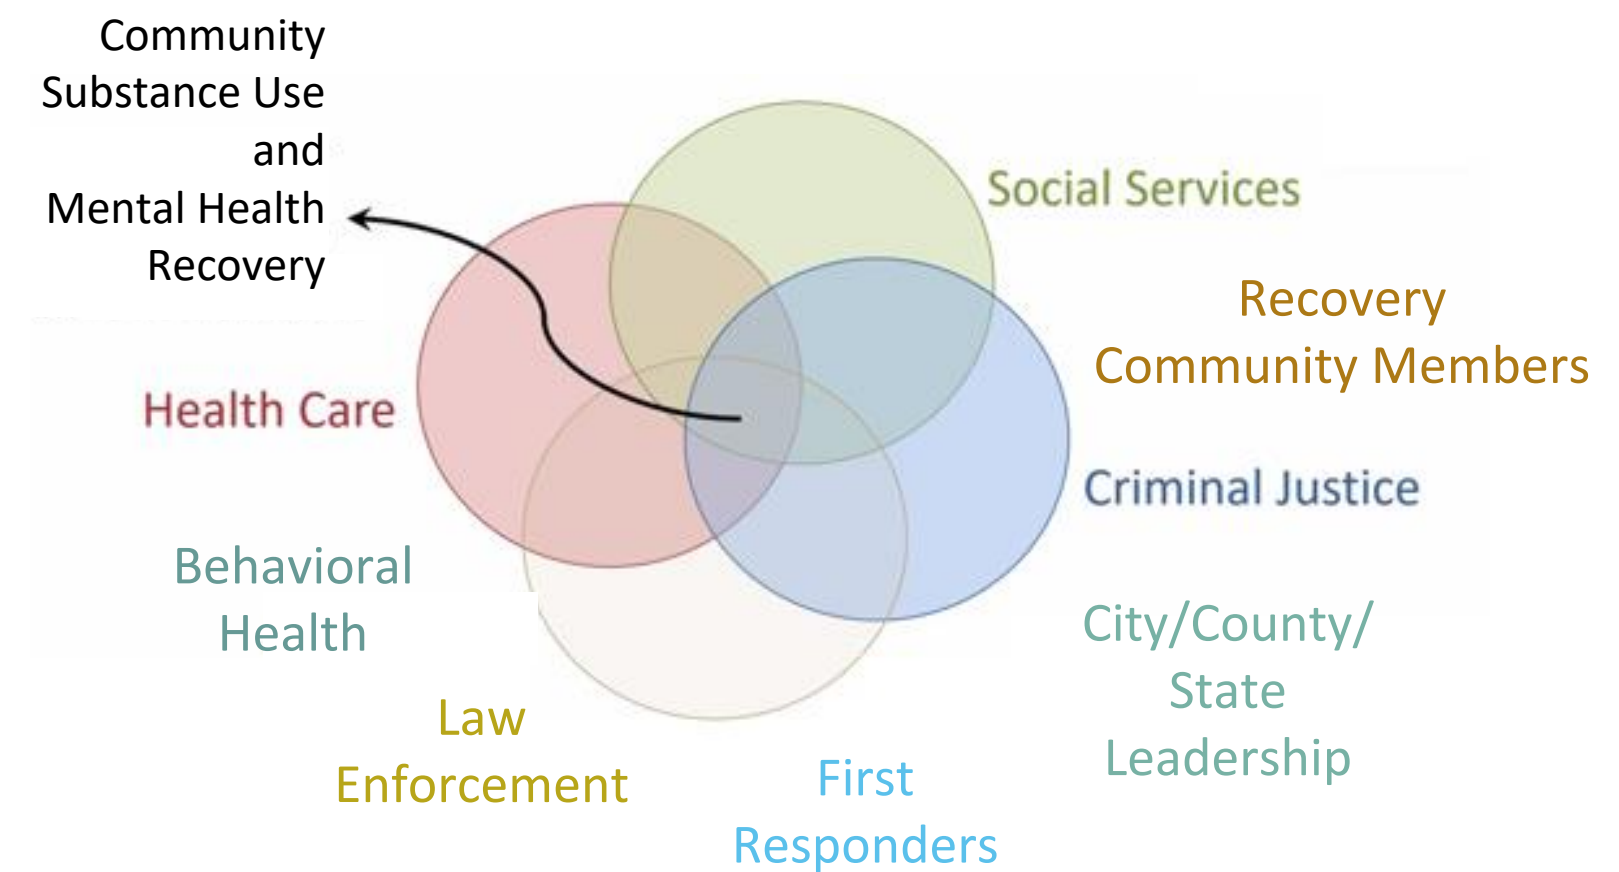 Community
Substance Use
and
Mental Health
Recovery
Social Services
Recovery
Community Members
Health Care
Criminal Justice
Behavioral
Health
City/County/
State
Leadership
Law
Enforcement
First
Responders